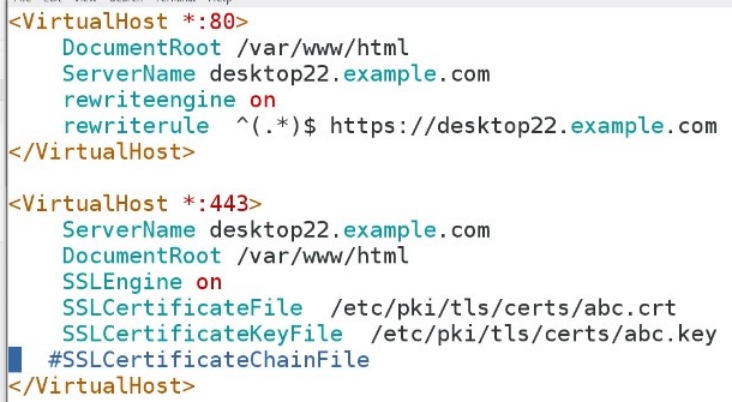 <VirtualHost *:80>
DocumentRoot /var/www/html
ServerName desktop22.example.com
rewriteengine on
rewriterule ^(.*)$ https://desktop22.example.com
</VirtualHost>
<VirtualHost *:443>
ServerName desktop22.example.com
DocumentRoot /var/www/html
SSLEngine on
SSLCertificateFile /etc/pki/tls/certs/abc.crt
SSLCertificateKeyFile /etc/pki/tls/certs/abc.key
#SSLCertificateChainFile
</VirtualHost>